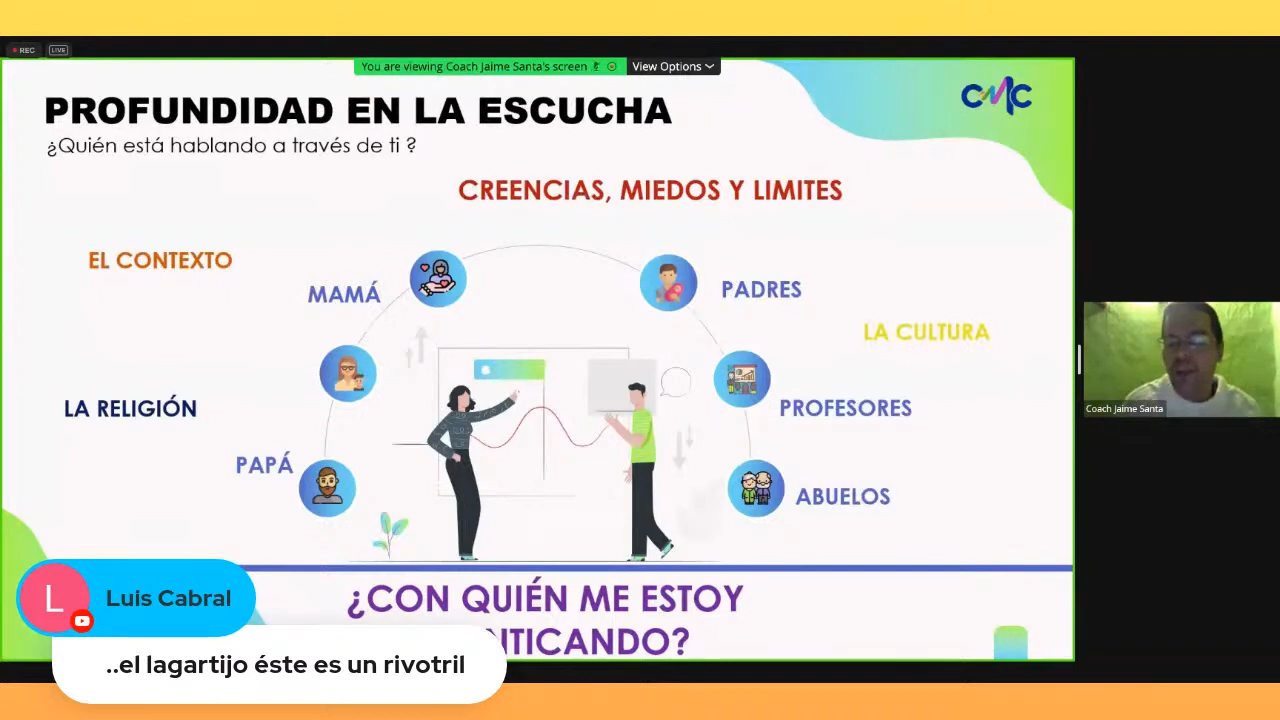 REC
LIVE
You are viewing Coach Jaime Santa's screen
View Options
CMC
PROFUNDIDAD EN LA ESCUCHA
¿Quién está hablando a través de ti ?
CREENCIAS, MIEDOS Y LIMITES
EL CONTEXTO
MAMÁ
PADRES
LA CULTURA
LA RELIGIÓN
PROFESORES
PAPÁ
ABUELOS
Coach Jaime Santa
¿CON QUIÉN ME ESTOY
NTICANDO?
L
Luis Cabral
..el lagartijo éste es un rivotril